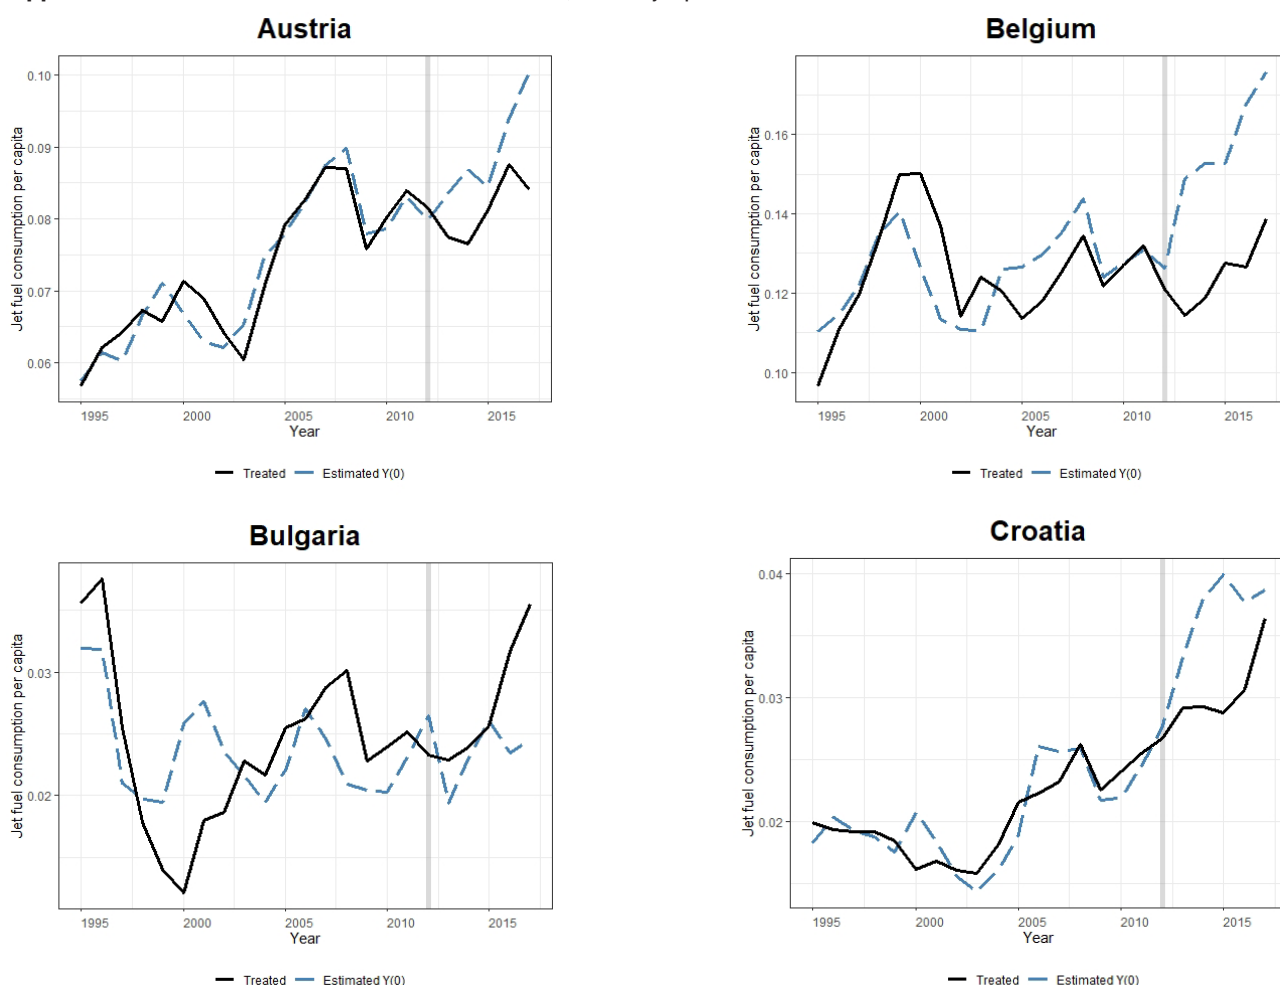 Austria
Belgium
Jet fuel consumption per capita
0.10
0.09
0.08
0.07
0.06
1995 2000 2005 2010 2015
Year
Treated Estimated Y(0)
Jet fuel consumption per capita
0.16
0.14
0.12
0.10
1995 2000 2005 2010 2015
Year
Treated Estimated Y(0)
Bulgaria
Croatia
Jet fuel consumption per capita
0.03
0.02
1995 2000 2005 2010 2015
Year
Treated Estimated Y(0)
Jet fuel consumption per capita
0.04
0.03
0.02
1995 2000 2005 2010 2015
Year
Treated Estimated Y(0)